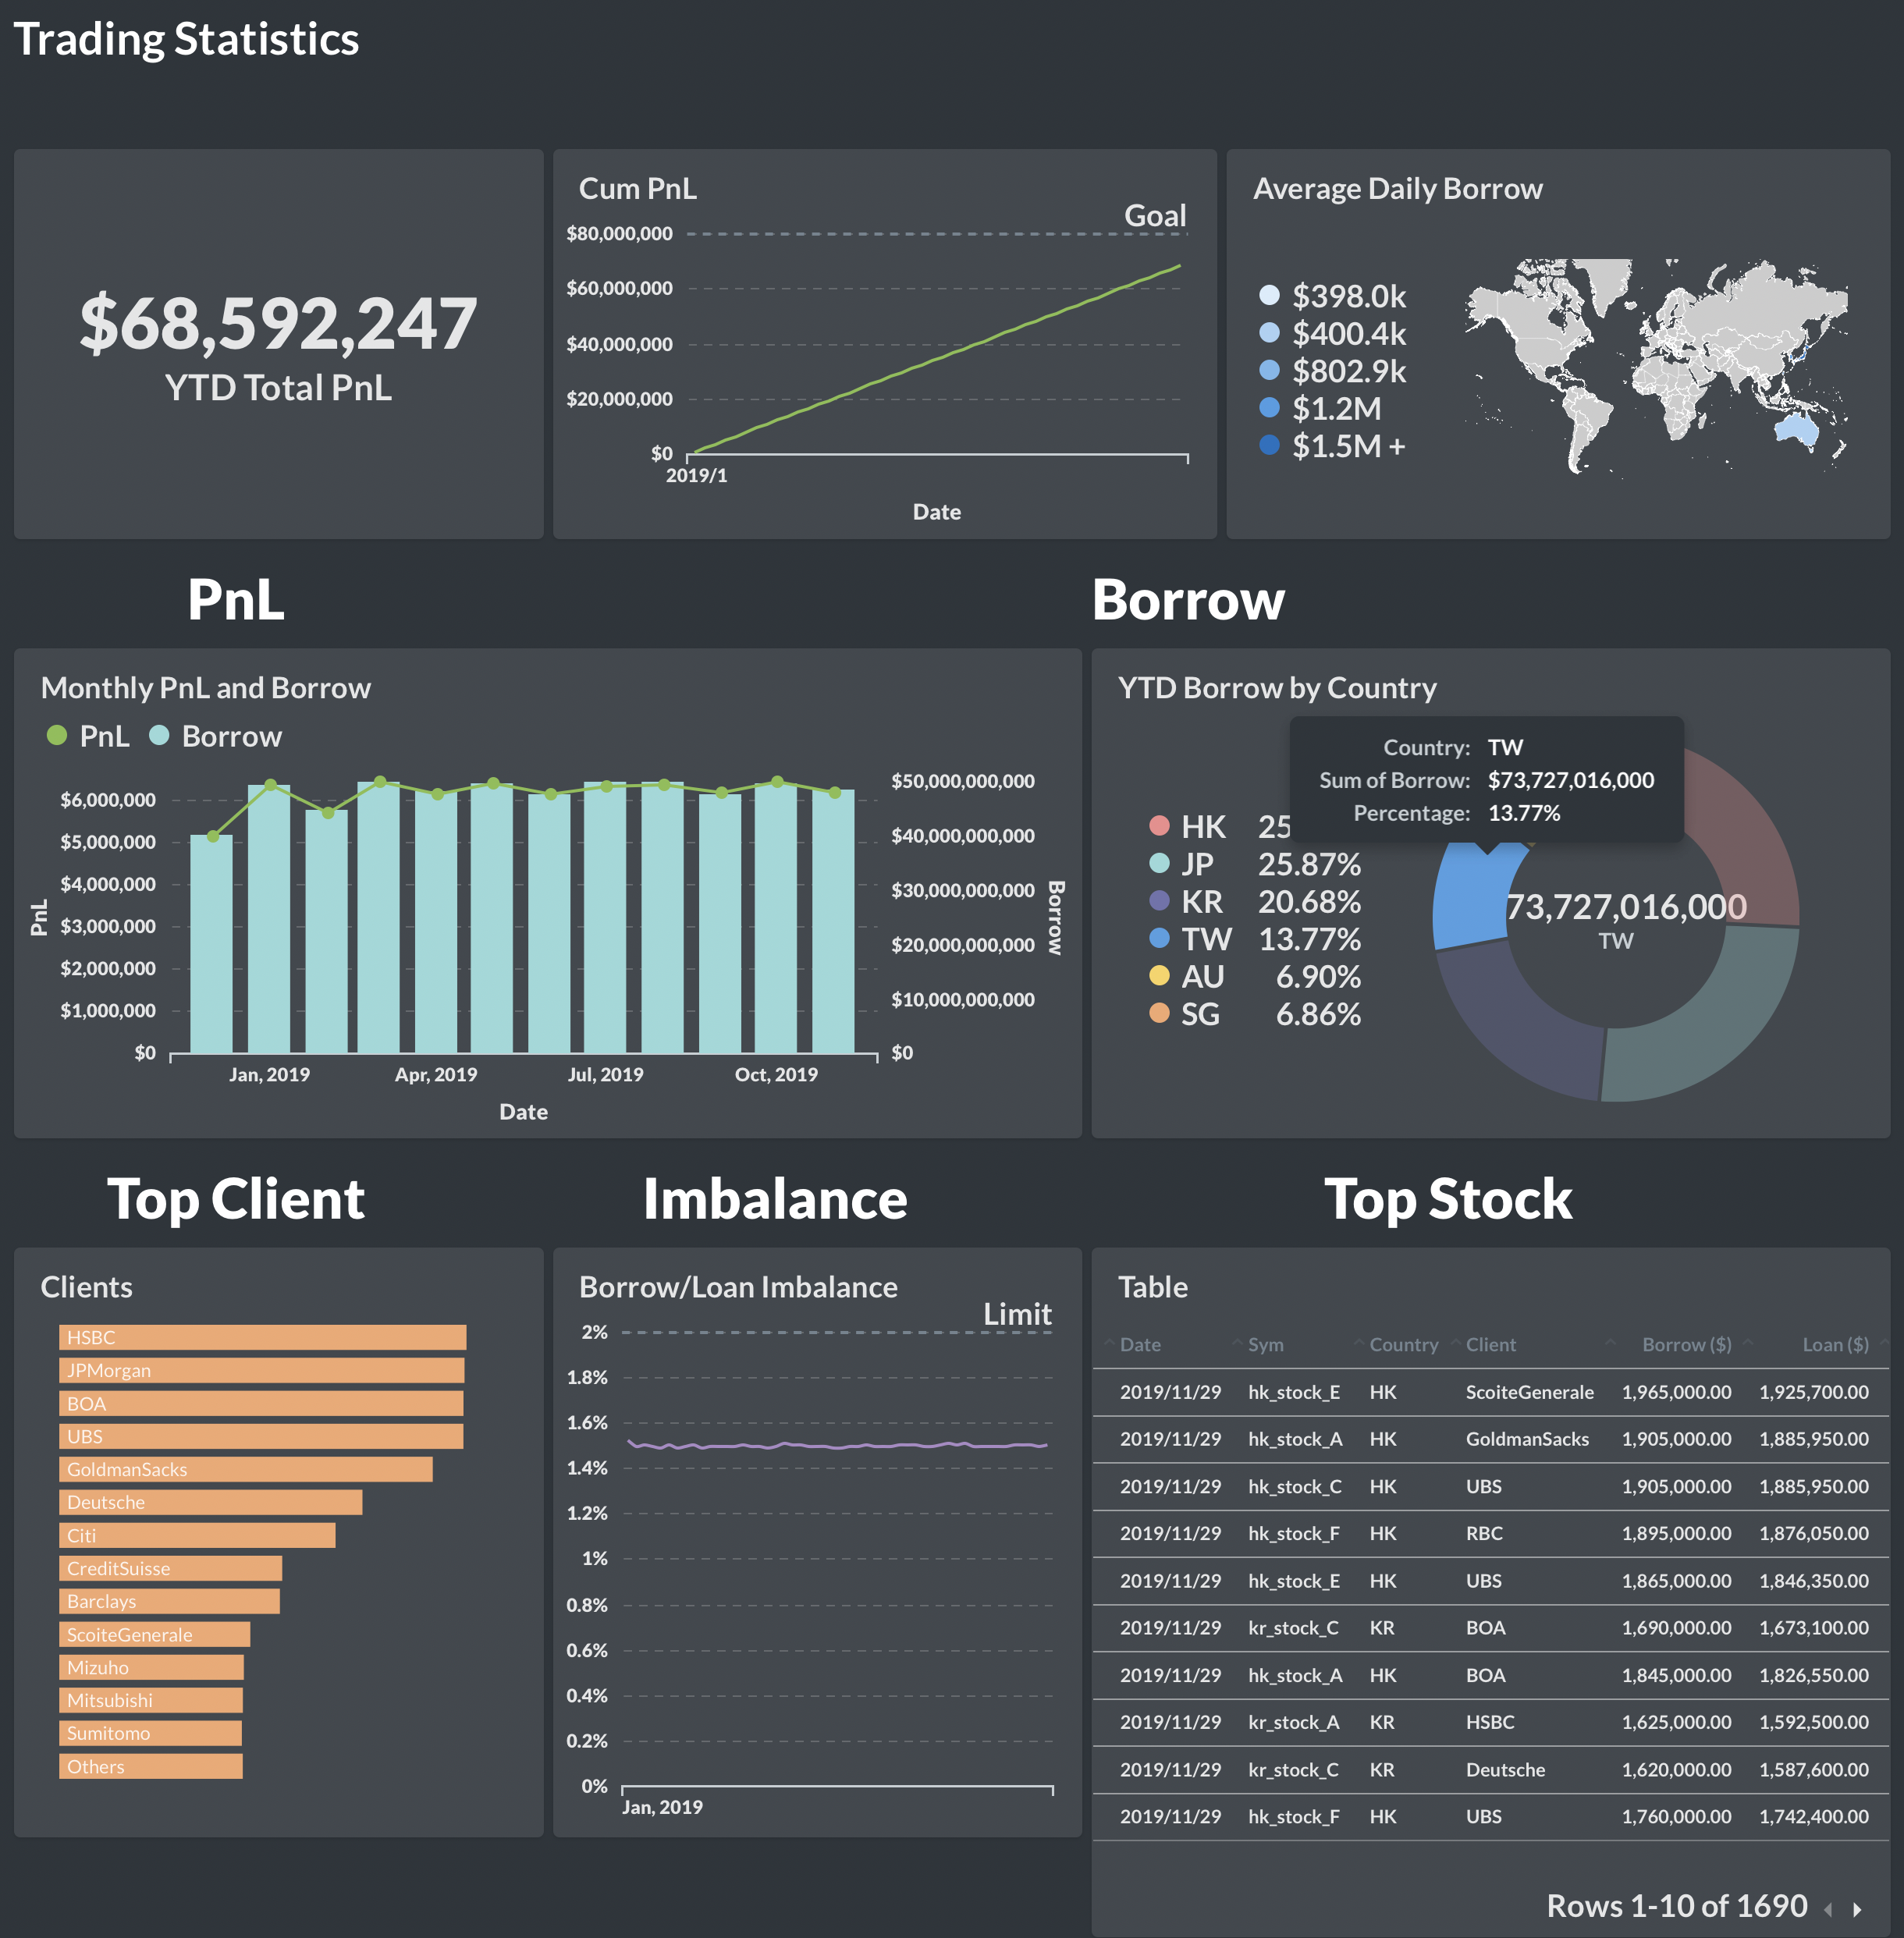 Trading Statistics
$68,592,247
YTD Total PnL
Cum PnL
Goal
$80,000,000
$60,000,000
$40,000,000
$20,000,000
$0
2019/1
Date
Average Daily Borrow
$398.0k
$400.4k
$802.9k
$1.2M
$1.5M +
PnL
Borrow
Monthly PnL and Borrow
PnL Borrow
$6,000,000
$5,000,000
$4,000,000
$3,000,000
$2,000,000
$1,000,000
$0
PnL
$50,000,000,000
$40,000,000,000
$30,000,000,000
$20,000,000,000
$10,000,000,000
$0
Borrow
Jan, 2019 Apr, 2019 Jul, 2019 Oct, 2019
Date
YTD Borrow by Country
Country: TW
Sum of Borrow: $73,727,016,000
Percentage: 13.77%
HK 25
JP 25.87%
KR 20.68%
TW 13.77%
AU 6.90%
SG 6.86%
73,727,016,000
TW
Top Client
Imbalance
Top Stock
Clients
HSBC
JPMorgan
BOA
UBS
GoldmanSacks
Deutsche
Citi
CreditSuisse
Barclays
ScoiteGenerale
Mizuho
Mitsubishi
Sumitomo
Others
Borrow/Loan Imbalance
Limit
2%
1.8%
1.6%
1.4%
1.2%
1%
0.8%
0.6%
0.4%
0.2%
0%
Jan, 2019
Table
Date Sym Country Client Borrow ($) Loan ($)
2019/11/29 hk_stock_E HK ScoiteGenerale 1,965,000.00 1,925,700.00
2019/11/29 hk_stock_A HK GoldmanSacks 1,905,000.00 1,885,950.00
2019/11/29 hk_stock_C HK UBS 1,905,000.00 1,885,950.00
2019/11/29 hk_stock_F HK RBC 1,895,000.00 1,876,050.00
2019/11/29 hk_stock_E HK UBS 1,865,000.00 1,846,350.00
2019/11/29 kr_stock_C KR BOA 1,690,000.00 1,673,100.00
2019/11/29 hk_stock_A HK BOA 1,845,000.00 1,826,550.00
2019/11/29 kr_stock_A KR HSBC 1,625,000.00 1,592,500.00
2019/11/29 kr_stock_C KR Deutsche 1,620,000.00 1,587,600.00
2019/11/29 hk_stock_F HK UBS 1,760,000.00 1,742,400.00
Rows 1-10 of 1690